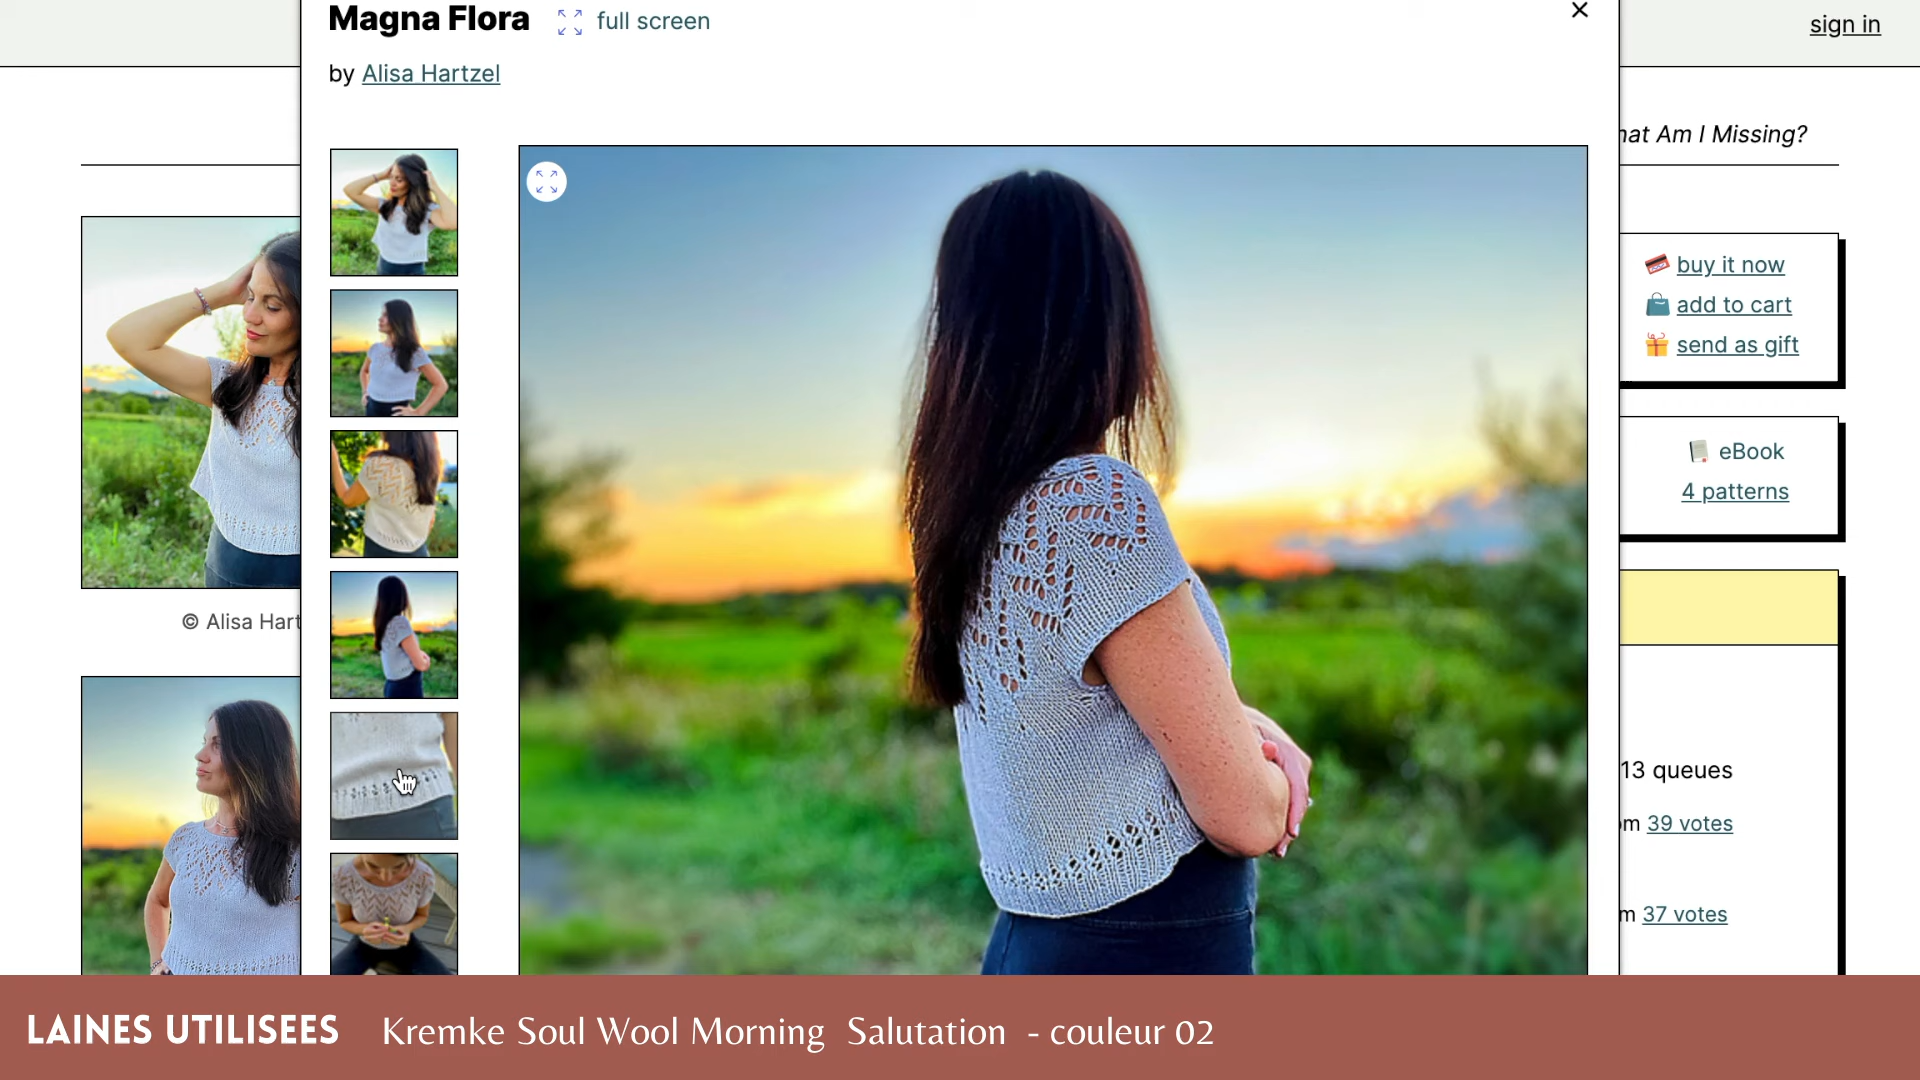 Magna Flora
full screen
×
sign in
by Alisa Hartzel
hat Am I Missing?
buy it now
add to cart
send as gift
eBook
4 patterns
© Alisa Hart
13 queues
om 39 votes
m 37 votes
LAINES UTILISEES
Kremke Soul Wool Morning Salutation - couleur 02